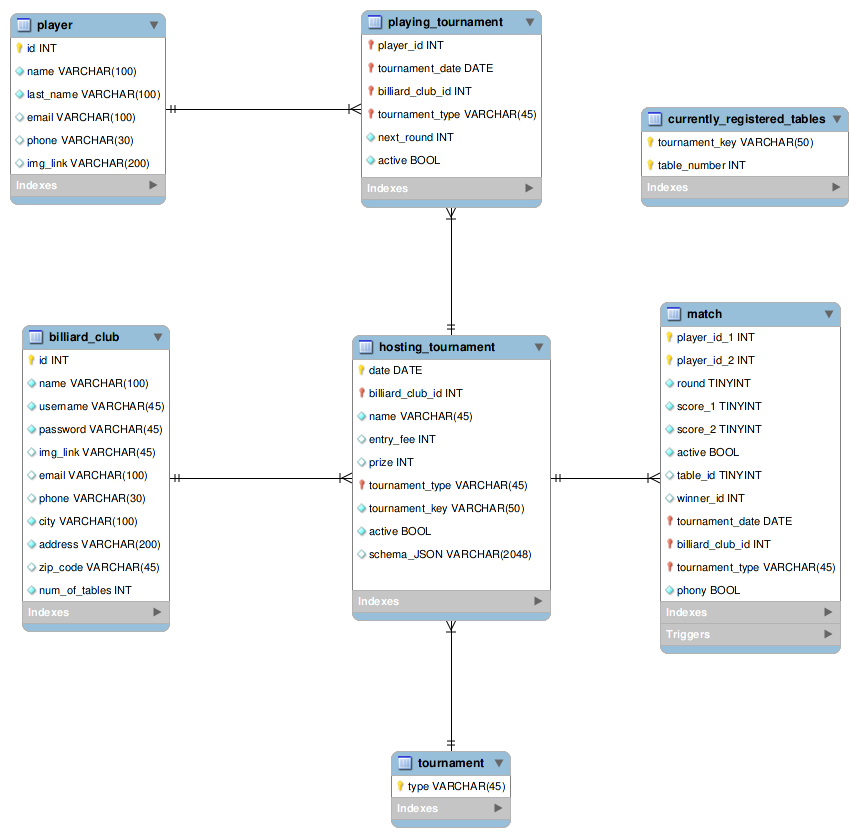 player
id INT
name VARCHAR(100)
last_name VARCHAR(100)
email VARCHAR(100)
phone VARCHAR(30)
img_link VARCHAR(200)
Indexes
playing_tournament
player_id INT
tournament_date DATE
billiard_club_id INT
tournament_type VARCHAR(45)
next_round INT
active BOOL
Indexes
currently_registered_tables
tournament_key VARCHAR(50)
table_number INT
Indexes
billiard_club
id INT
name VARCHAR(100)
username VARCHAR(45)
password VARCHAR(45)
img_link VARCHAR(45)
email VARCHAR(100)
phone VARCHAR(30)
city VARCHAR(100)
address VARCHAR(200)
zip_code VARCHAR(45)
num_of_tables INT
Indexes
hosting_tournament
date DATE
billiard_club_id INT
name VARCHAR(45)
entry_fee INT
prize INT
tournament_type VARCHAR(45)
tournament_key VARCHAR(50)
active BOOL
schema_JSON VARCHAR(2048)
Indexes
match
player_id_1 INT
player_id_2 INT
round TINYINT
score_1 TINYINT
score_2 TINYINT
active BOOL
table_id TINYINT
winner_id INT
tournament_date DATE
billiard_club_id INT
tournament_type VARCHAR(45)
phony BOOL
Indexes
Triggers
tournament
type VARCHAR(45)
Indexes